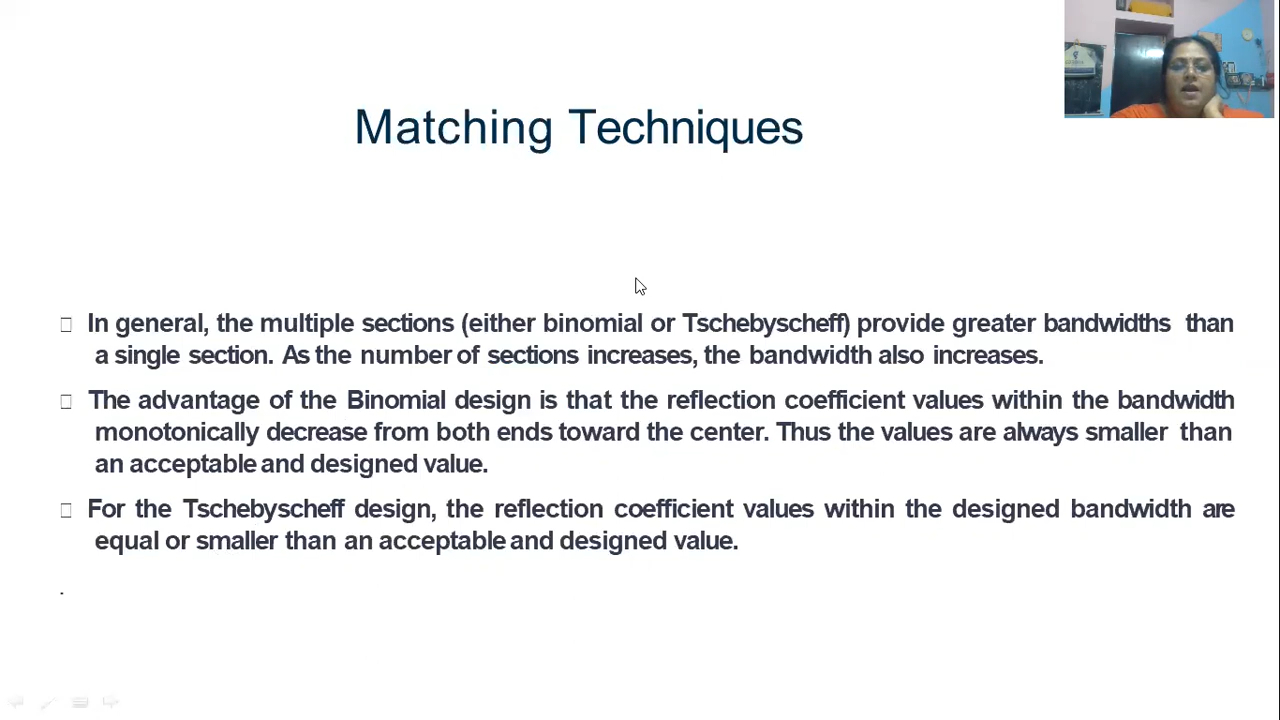 Matching Techniques
In general, the multiple sections (either binomial or Tschebyscheff) provide greater bandwidths than
a single section. As the number of sections increases, the bandwidth also increases.
The advantage of the Binomial design is that the reflection coefficient values within the bandwidth
monotonically decrease from both ends toward the center. Thus the values are always smaller than
an acceptable and designed value.
For the Tschebyscheff design, the reflection coefficient values within the designed bandwidth are
equal or smaller than an acceptable and designed value.
.